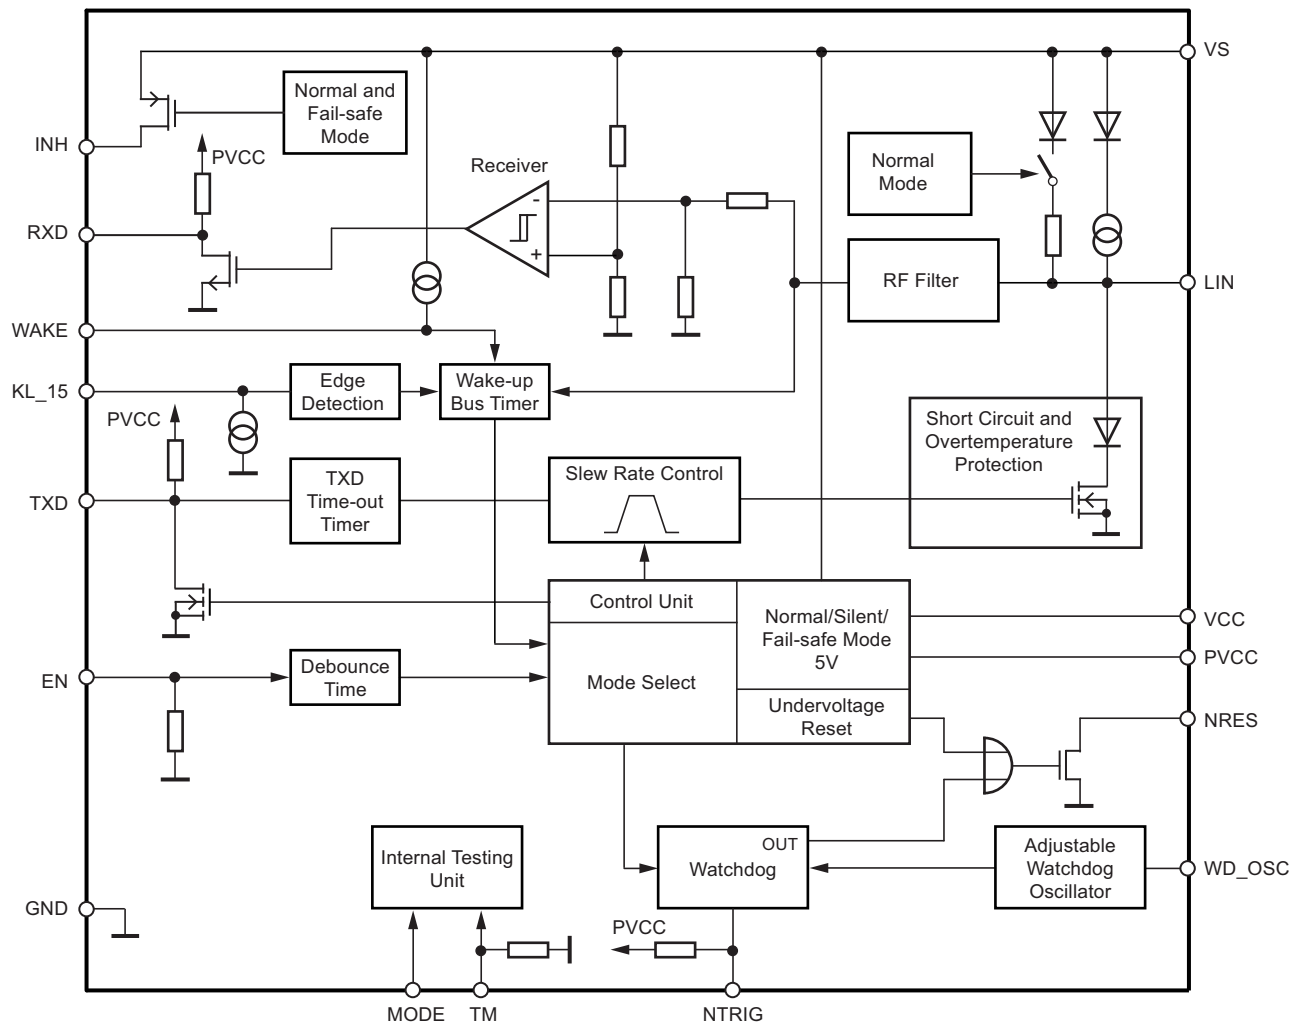 VS
Normal and
Fail-safe
Mode
INH
PVCC
Receiver
Normal
Mode
RXD
-
+
RF Filter
LIN
WAKE
KL_15
Edge
Detection
Wake-up
Bus Timer
PVCC
Short Circuit and
Overtemperature
Protection
TXD
TXD
Time-out
Timer
Slew Rate Control
Control Unit
Normal/Silent/
Fail-safe Mode
5V
VCC
PVCC
EN
Debounce
Time
Mode Select
Undervoltage
Reset
NRES
OUT
Watchdog
Internal Testing
Unit
Adjustable
Watchdog
Oscillator
WD_OSC
GND
PVCC
MODE
TM
NTRIG